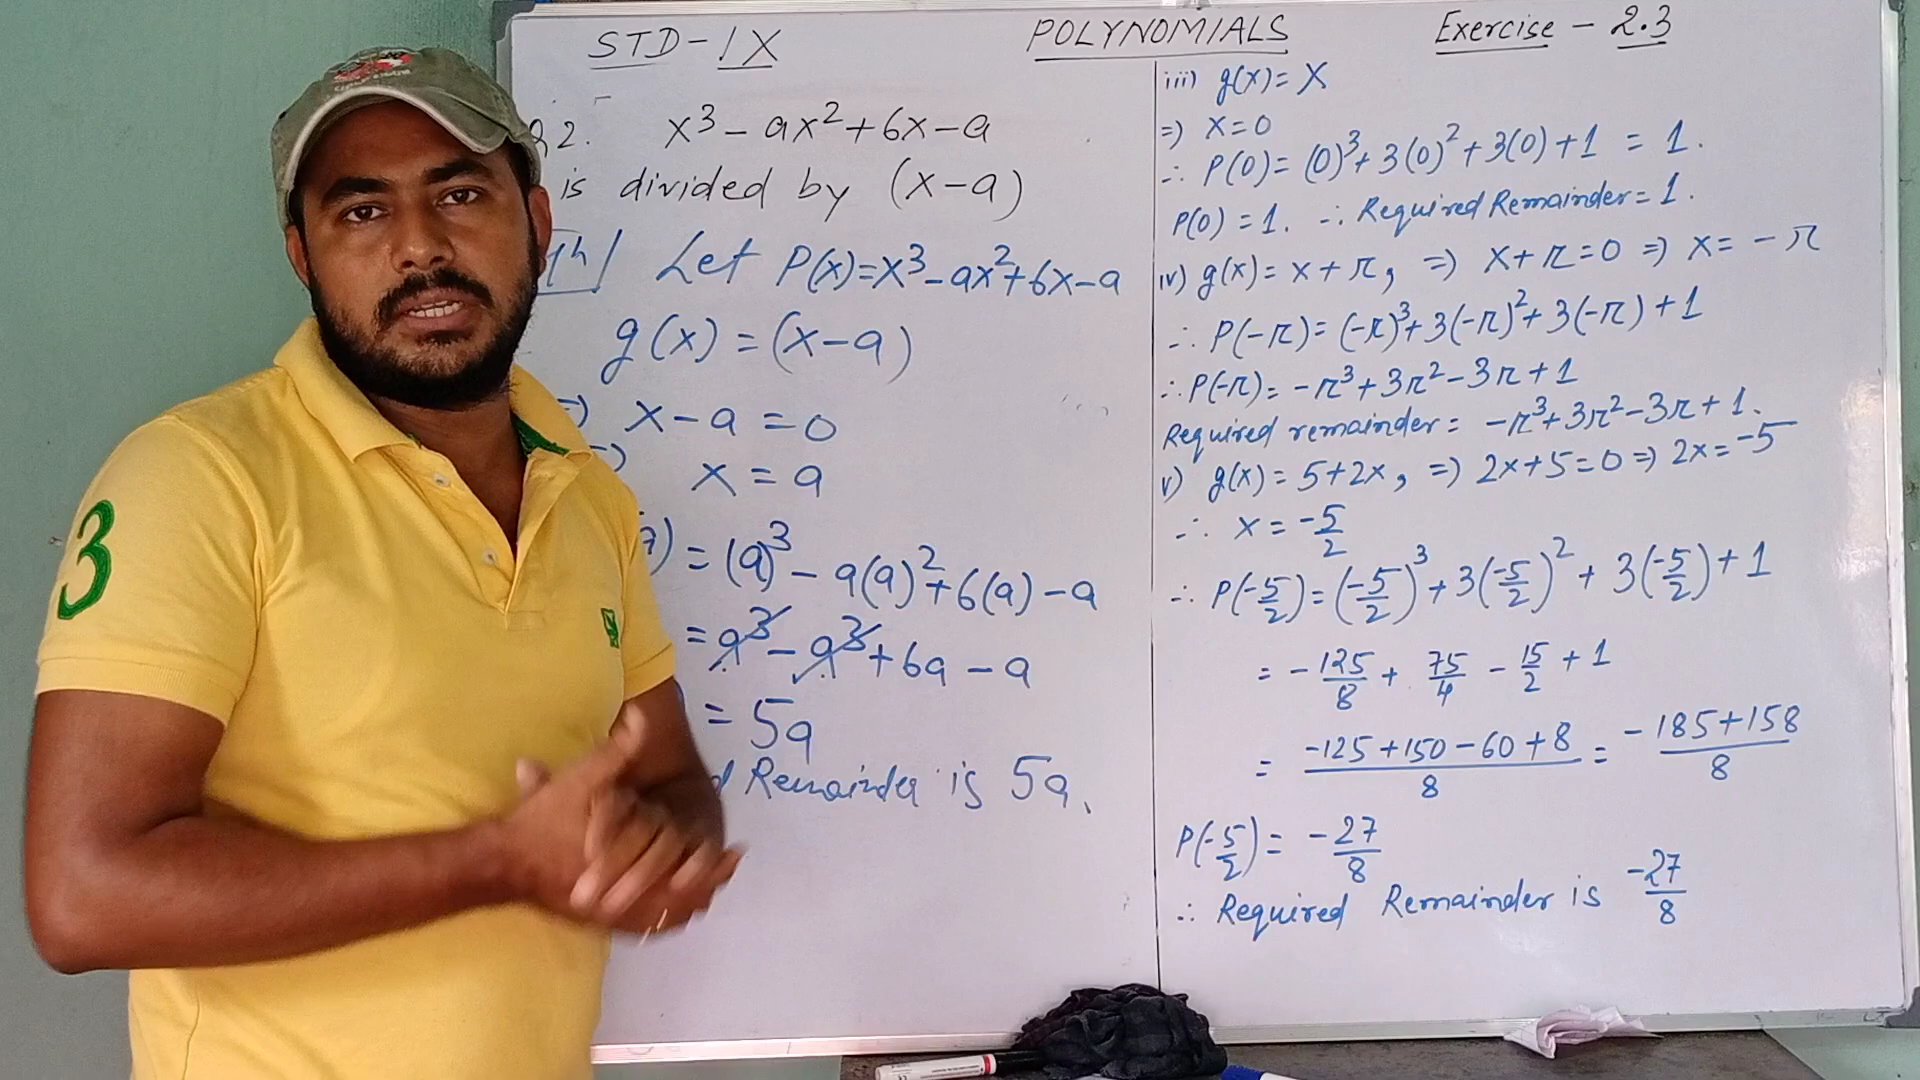 STD-IX
POLYNOMIALS
Exercise - 2.3
Q2. x³ - ax² + 6x - a
is divided by (x-a)
Let P(x) = x³ - ax² + 6x - a
g(x) = (x-a)
=) x-a = 0
x = a
= (a)³ - a(a)² + 6(a) - a
= a³ - a³ + 6a - a
= 5a
Remainder is 5a.
iii) g(x) = x
=) x = 0
∴ P(0) = (0)³ + 3(0)² + 3(0) + 1 = 1.
P(0) = 1. ∴ Required Remainder = 1.
iv) g(x) = x + π, => x + π = 0 => x = -π
∴ P(-π) = (-π)³ + 3(-π)² + 3(-π) + 1
∴ P(-π) = -π³ + 3π² - 3π + 1
Required remainder = -π³ + 3π² - 3π + 1.
v) g(x) = 5+2x, => 2x+5=0 => 2x = -5
∴ x = -5/2
∴ P(-5/2) = (-5/2)³ + 3(-5/2)² + 3(-5/2) + 1
= -125/8 + 75/4 - 15/2 + 1
= -125+150-60+8/8 = -185+158/8
P(-5/2) = -27/8
∴ Required Remainder is -27/8
3